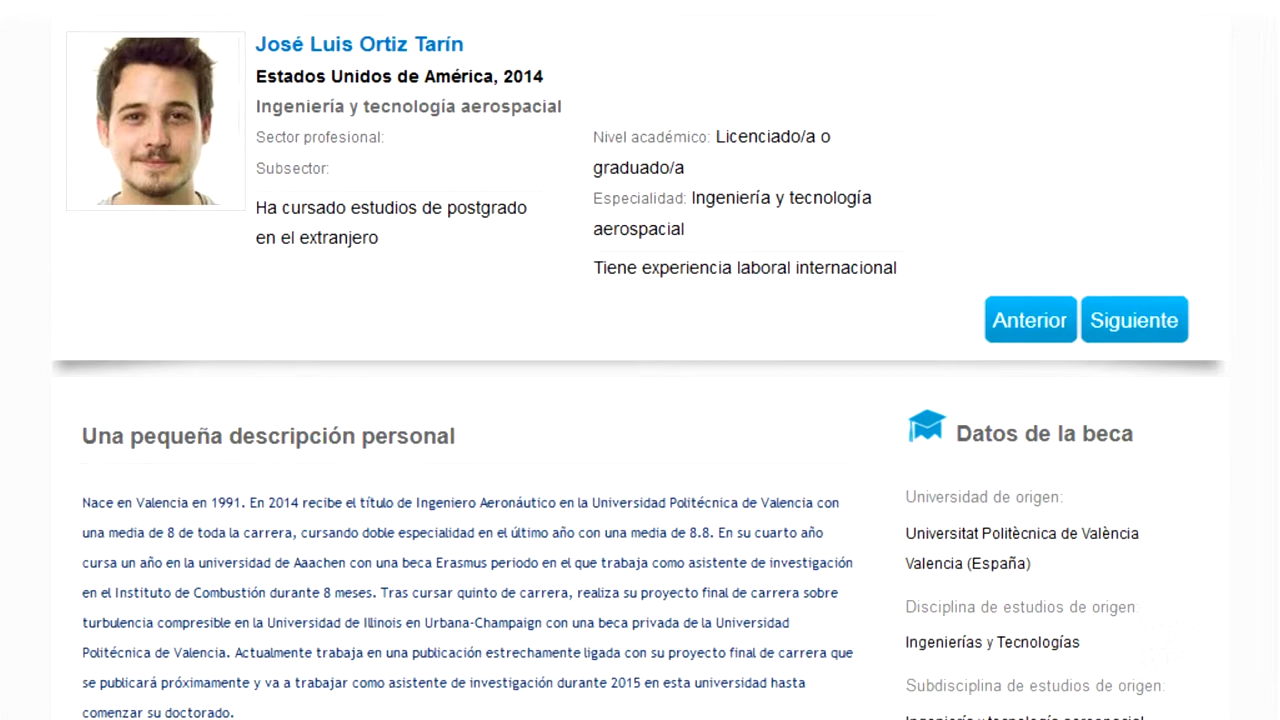 José Luis Ortiz Tarín
Estados Unidos de América, 2014
Ingeniería y tecnología aerospacial
Sector profesional:
Subsector:
Ha cursado estudios de postgrado
en el extranjero
Nivel académico: Licenciado/a o
graduado/a
Especialidad: Ingeniería y tecnología
aerospacial
Tiene experiencia laboral internacional
Anterior
Siguiente
Una pequeña descripción personal
Nace en Valencia en 1991. En 2014 recibe el título de Ingeniero Aeronáutico en la Universidad Politécnica de Valencia con
una media de 8 de toda la carrera, cursando doble especialidad en el último año con una media de 8.8. En su cuarto año
cursa un año en la universidad de Aaachen con una beca Erasmus periodo en el que trabaja como asistente de investigación
en el Instituto de Combustión durante 8 meses. Tras cursar quinto de carrera, realiza su proyecto final de carrera sobre
turbulencia compresible en la Universidad de Illinois en Urbana-Champaign con una beca privada de la Universidad
Politécnica de Valencia. Actualmente trabaja en una publicación estrechamente ligada con su proyecto final de carrera que
se publicará próximamente y va a trabajar como asistente de investigación durante 2015 en esta universidad hasta
comenzar su doctorado.
Datos de la beca
Universidad de origen:
Universitat Politècnica de València
Valencia (España)
Disciplina de estudios de origen:
Ingenierías y Tecnologías
Subdisciplina de estudios de origen:
Ingeniería y tecnología aerospacial